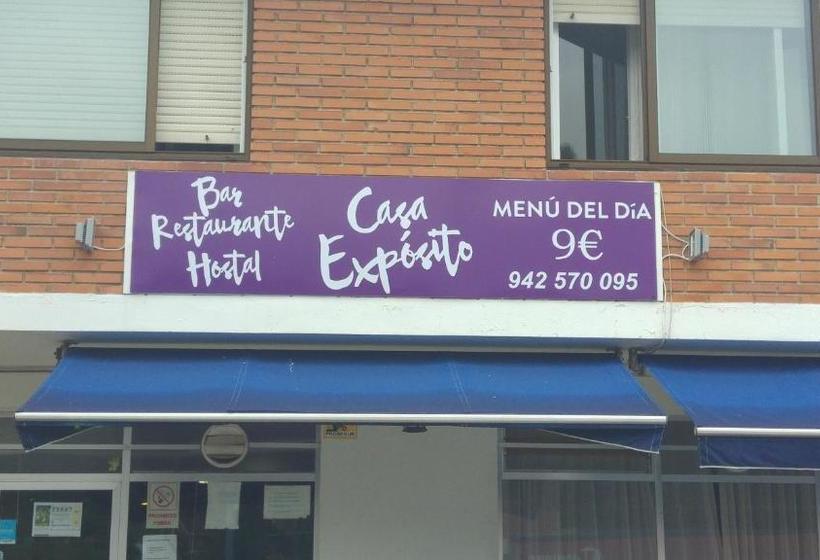 Bar
Restaurante
Hostal
Casa
Expósito
MENÚ DEL DíA
9€
942 570 095